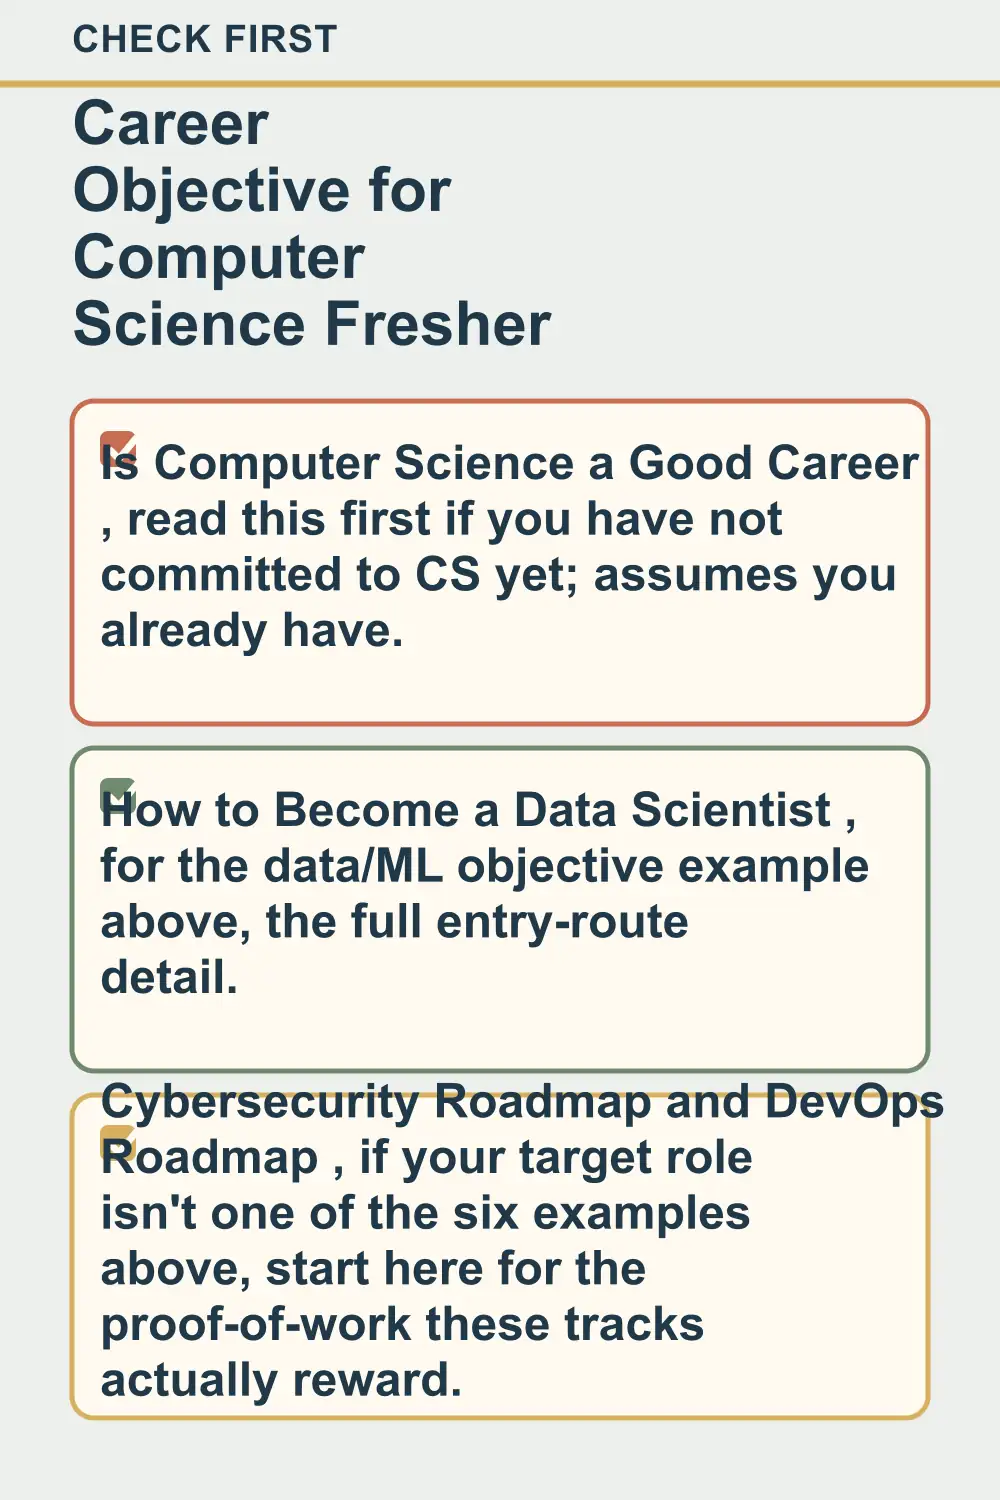 CHECK FIRST
Career
Objective for
Computer
Science Fresher
Is Computer Science a Good Career
, read this first if you have not
committed to CS yet; assumes you
already have.
How to Become a Data Scientist ,
for the data/ML objective example
above, the full entry-route
detail.
Cybersecurity Roadmap and DevOps
Roadmap , if your target role
isn't one of the six examples
above, start here for the
proof-of-work these tracks
actually reward.